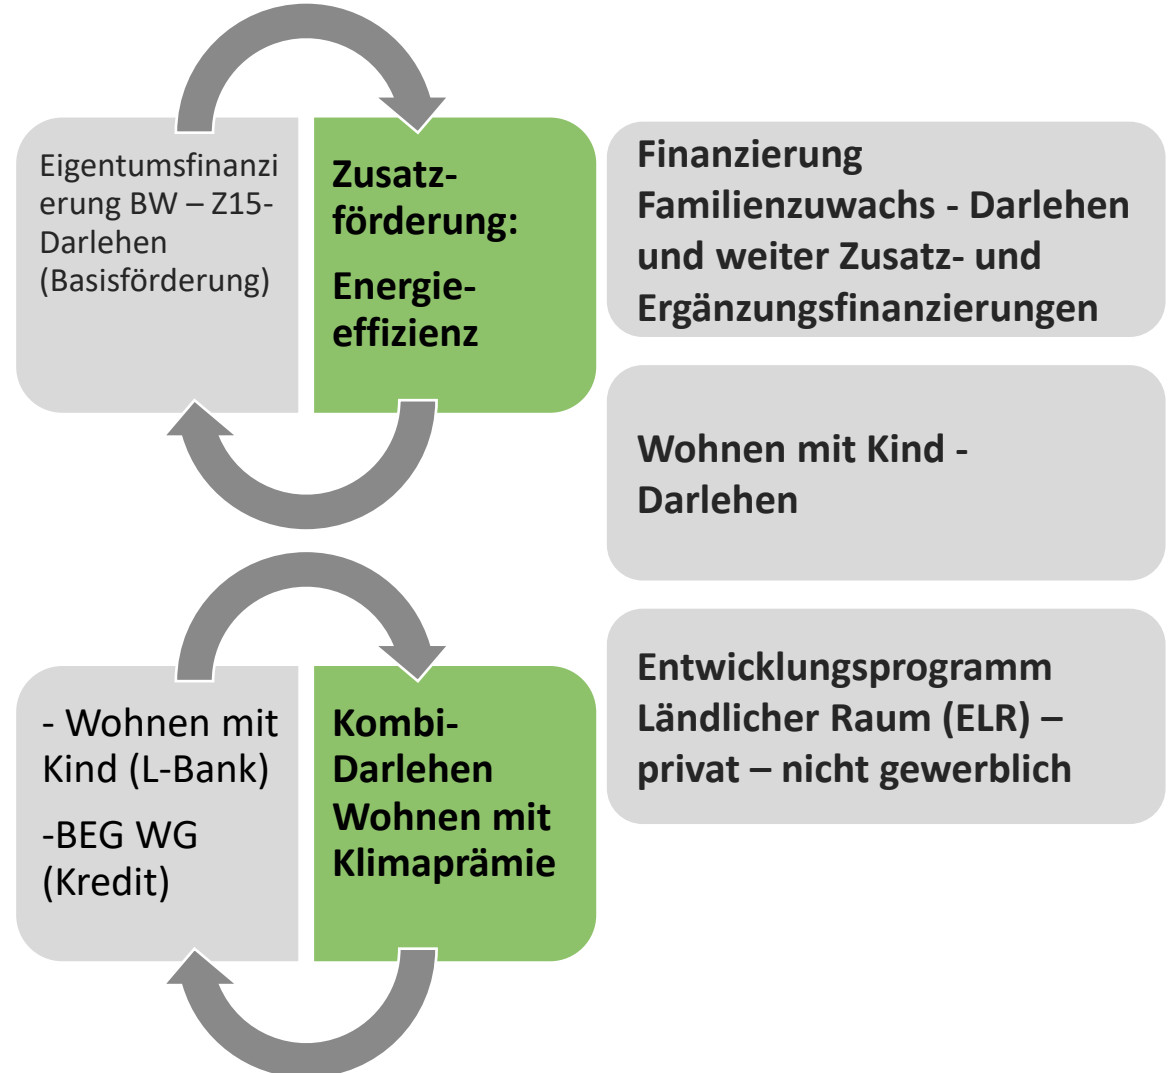 Eigentumsfinanzi
erung BW – Z15-
Darlehen
(Basisförderung)
Zusatz-
förderung:
Energie-
effizienz
Finanzierung
Familienzuwachs - Darlehen
und weiter Zusatz- und
Ergänzungsfinanzierungen
Wohnen mit Kind -
Darlehen
- Wohnen mit
Kind (L-Bank)
-BEG WG
(Kredit)
Kombi-
Darlehen
Wohnen mit
Klimaprämie
Entwicklungsprogramm
Ländlicher Raum (ELR) –
privat – nicht gewerblich